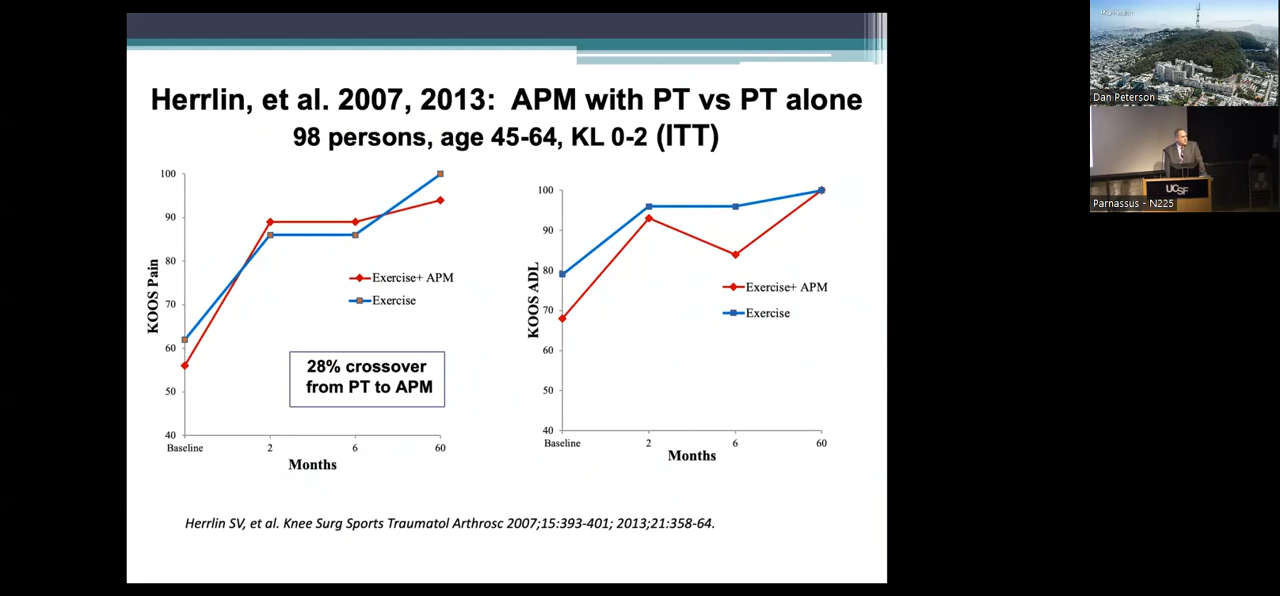 Herrlin, et al. 2007, 2013: APM with PT vs PT alone
98 persons, age 45-64, KL 0-2 (ITT)
100
90
80
70
60
50
40
KOOS Pain
Exercise+ APM
Exercise
28% crossover
from PT to APM
Baseline
2
6
60
Months
100
90
80
70
60
50
40
KOOS ADL
Exercise+ APM
Exercise
Baseline
2
6
60
Months
Herrlin SV, et al. Knee Surg Sports Traumatol Arthrosc 2007;15:393-401; 2013;21:358-64.
Dan Peterson -
UCSF
Parnassus - N225